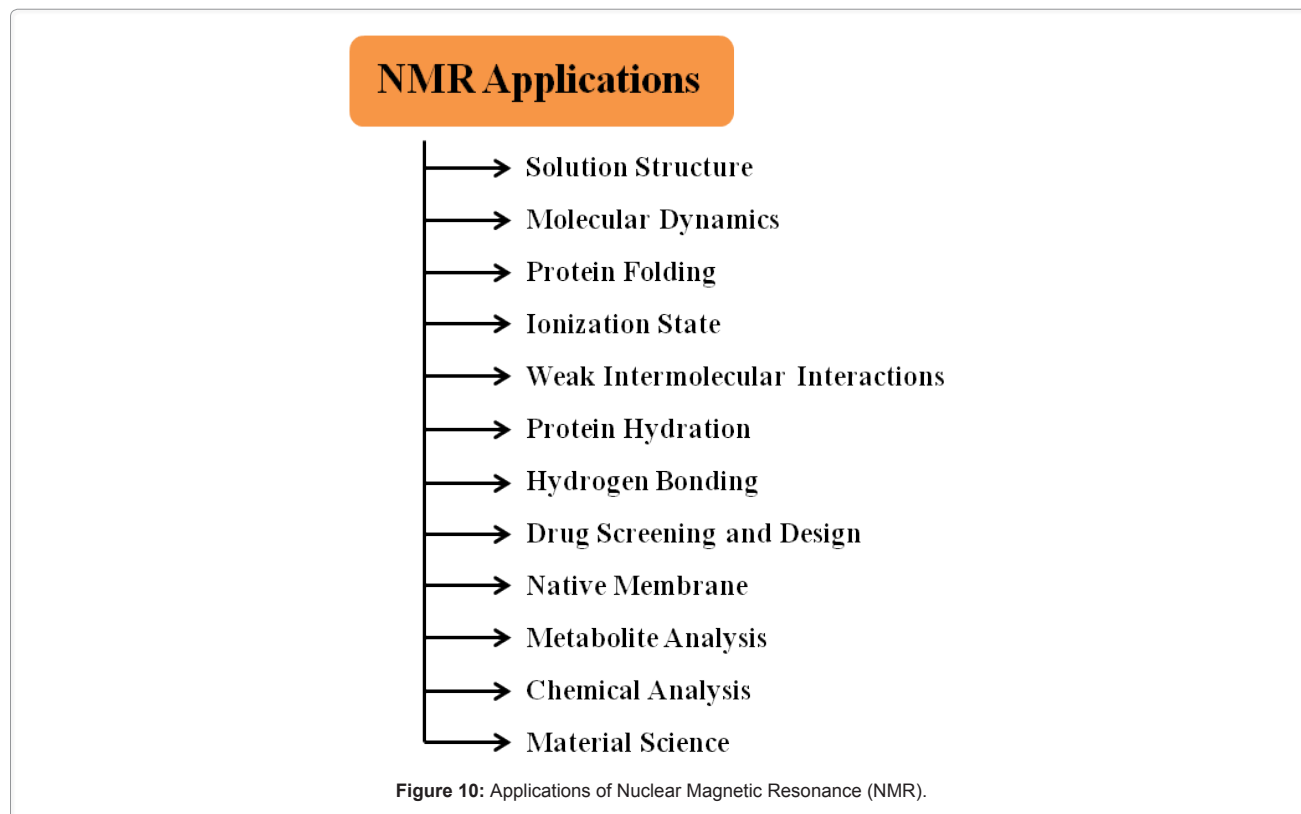 NMR Applications
Solution Structure
Molecular Dynamics
Protein Folding
Ionization State
Weak Intermolecular Interactions
Protein Hydration
Hydrogen Bonding
Drug Screening and Design
Native Membrane
Metabolite Analysis
Chemical Analysis
Material Science
Figure 10: Applications of Nuclear Magnetic Resonance (NMR).